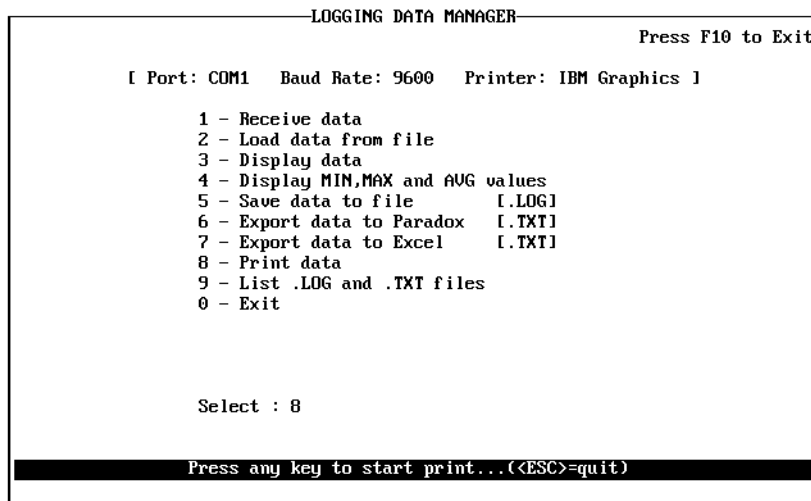 LOGGING DATA MANAGER
Press F10 to Exit
[ Port: COM1   Baud Rate: 9600   Printer: IBM Graphics ]
1 - Receive data
2 - Load data from file
3 - Display data
4 - Display MIN,MAX and AVG values
5 - Save data to file        [.LOG]
6 - Export data to Paradox   [.TXT]
7 - Export data to Excel     [.TXT]
8 - Print data
9 - List .LOG and .TXT files
0 - Exit
Select : 8
Press any key to start print...(<ESC>=quit)